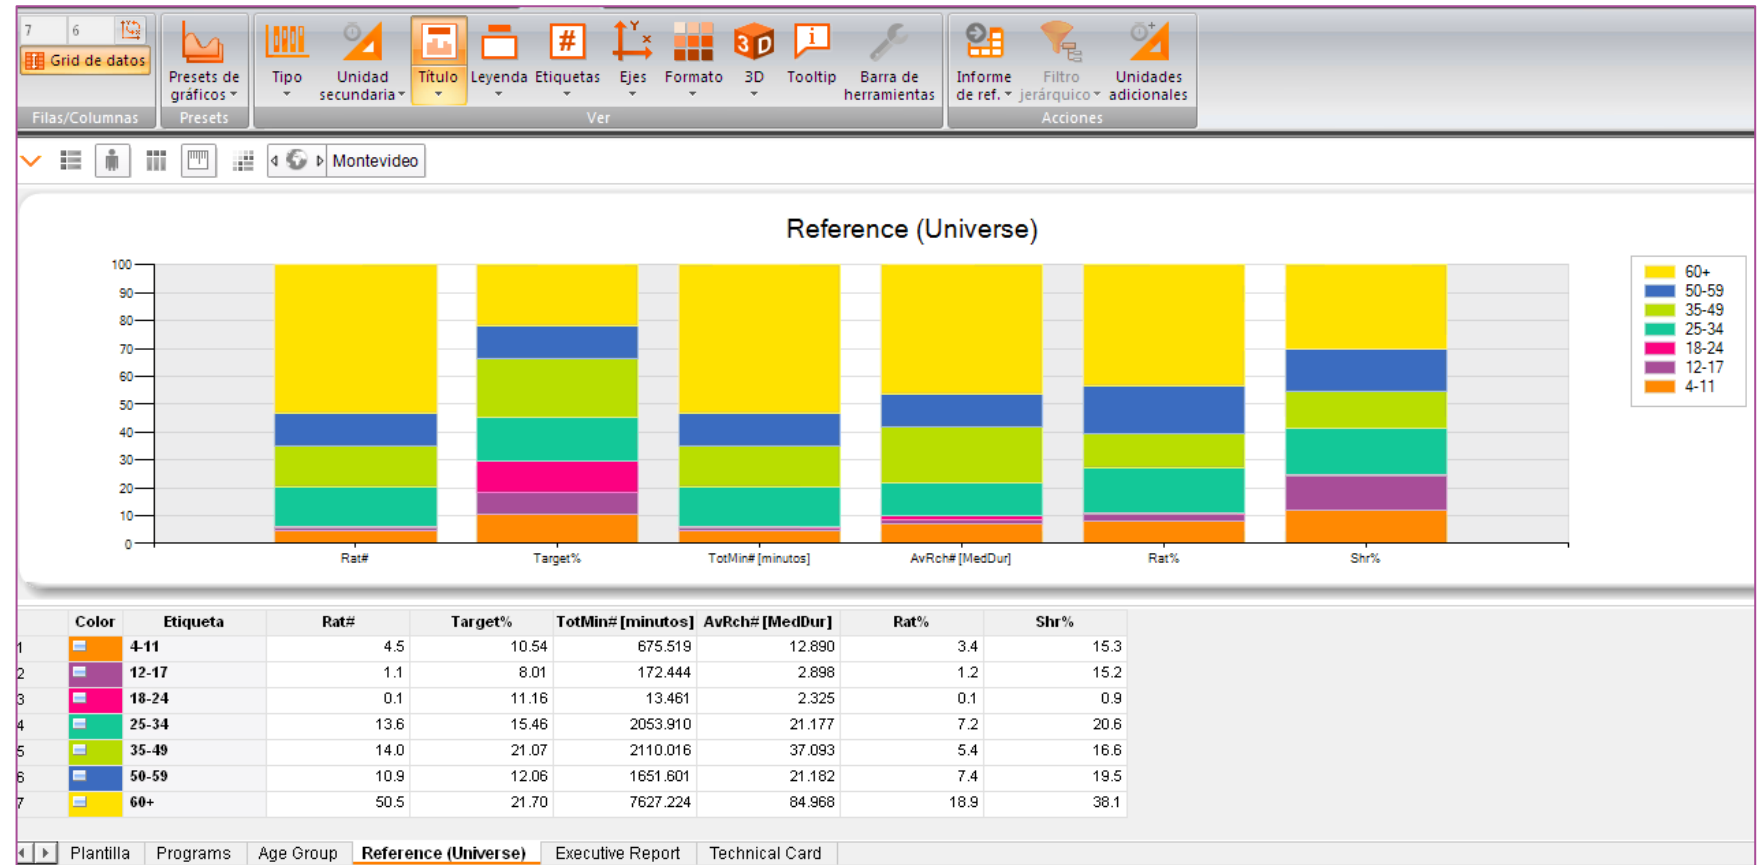 7 6
Grid de datos
Filas/Columnas
Presets de
gráficos
Presets
Tipo
Unidad
secundaria
Título
Leyenda
Etiquetas
#
Ejes
Y
X
Formato
3D
3D
Tooltip
i
Barra de
herramientas
Ver
Informe
de ref.
Filtro
jerárquico
Unidades
adicionales
Acciones
Montevideo
Reference (Universe)
100
90
80
70
60
50
40
30
20
10
0
Rat# Target% TotMin# [minutos] AvRch# [MedDur] Rat% Shr%
60+
50-59
35-49
25-34
18-24
12-17
4-11
Color Etiqueta Rat# Target% TotMin# [minutos] AvRch# [MedDur] Rat% Shr%
1 4-11 4.5 10.54 675.519 12.890 3.4 15.3
2 12-17 1.1 8.01 172.444 2.898 1.2 15.2
3 18-24 0.1 11.16 13.461 2.325 0.1 0.9
4 25-34 13.6 15.46 2053.910 21.177 7.2 20.6
5 35-49 14.0 21.07 2110.016 37.093 5.4 16.6
6 50-59 10.9 12.06 1651.601 21.182 7.4 19.5
7 60+ 50.5 21.70 7627.224 84.968 18.9 38.1
Plantilla Programs Age Group Reference (Universe) Executive Report Technical Card